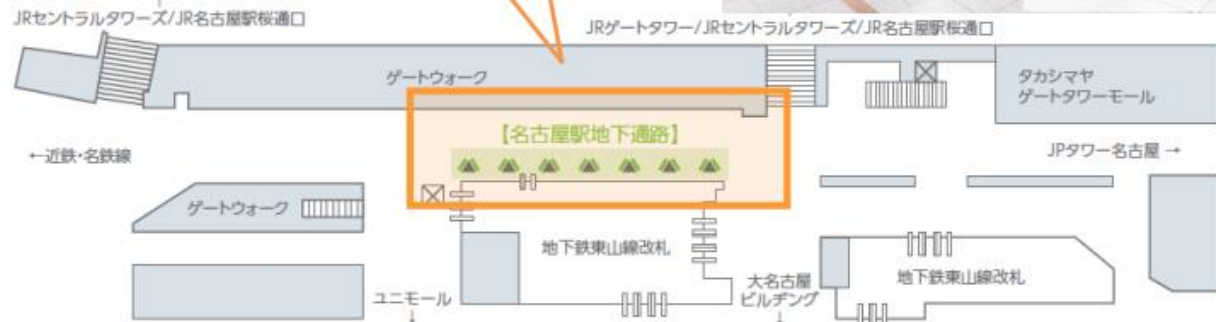 JRセントラルタワーズ/JR名古屋駅桜通口
JRゲートタワー/JRセントラルタワーズ/JR名古屋駅桜通口
ゲートウォーク
タカシマヤ
ゲートタワーモール
【名古屋駅地下通路】
←近鉄・名鉄線
JPタワー名古屋 →
ゲートウォーク
地下鉄東山線改札
地下鉄東山線改札
ユニモール
↓
大名古屋
ビルヂング
↓